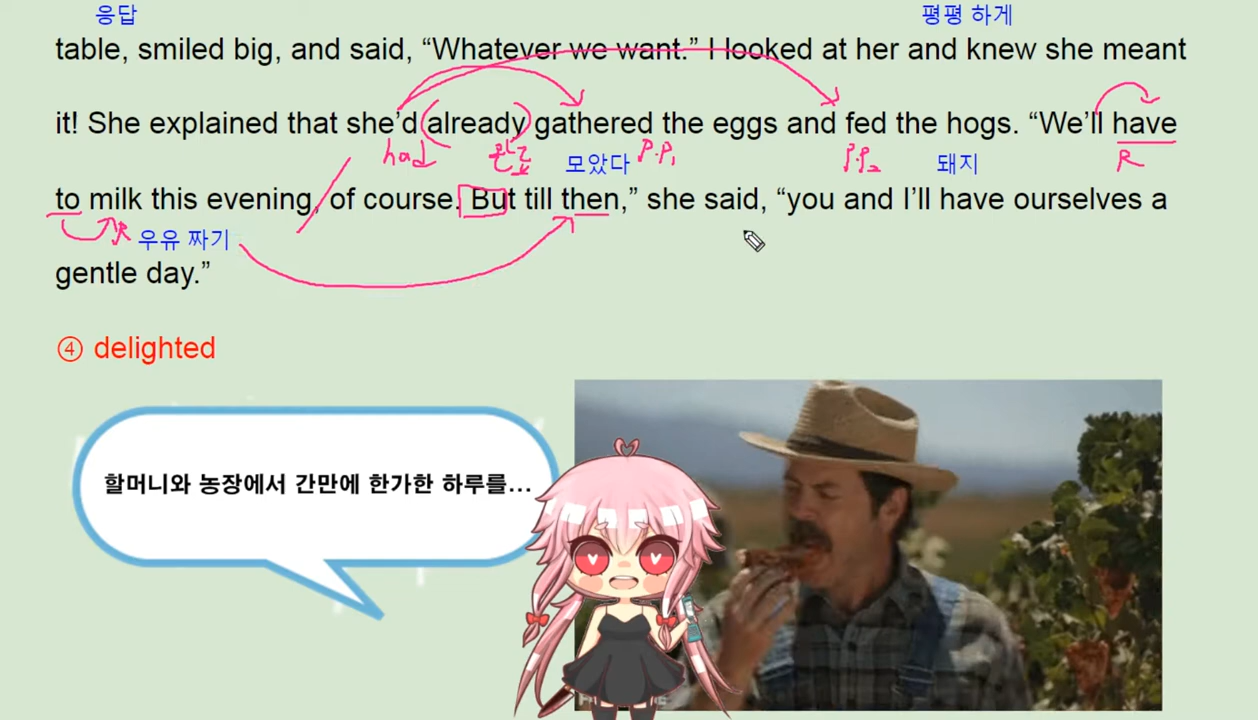 응답 평평 하게
table, smiled big, and said, “Whatever we want.” I looked at her and knew she meant
it! She explained that she’d already gathered the eggs and fed the hogs. “We’ll have
had 완료 모았다 P.P₁ P.P₂ 돼지 R
to milk this evening, of course. But till then,” she said, “you and I’ll have ourselves a
R 우유 짜기
gentle day.”
④ delighted
할머니와 농장에서 간만에 한가한 하루를...